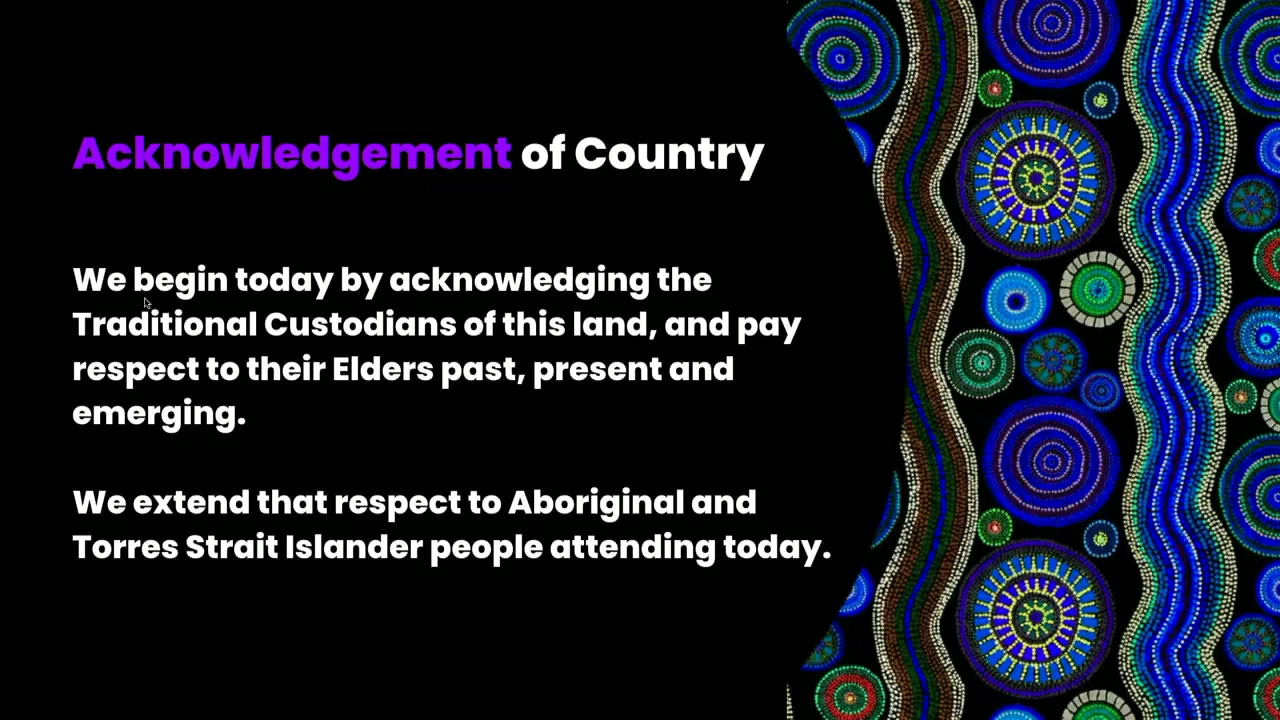 Acknowledgement of Country
We begin today by acknowledging the
Traditional Custodians of this land, and pay
respect to their Elders past, present and
emerging.
We extend that respect to Aboriginal and
Torres Strait Islander people attending today.